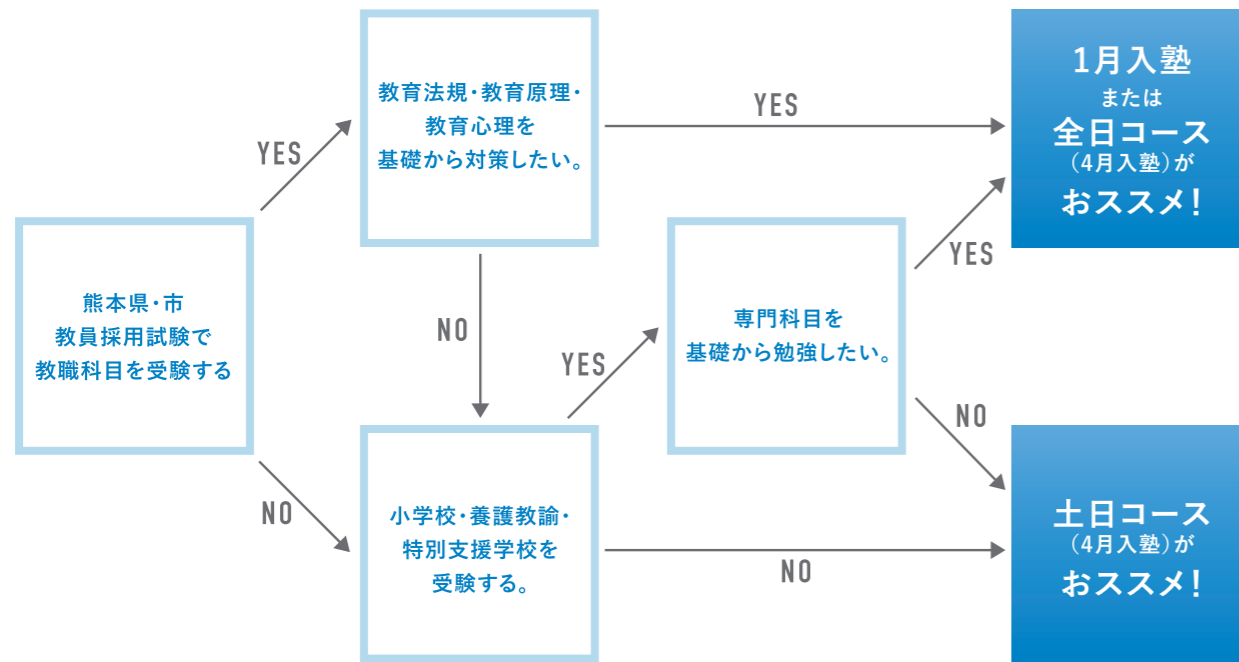 熊本県・市
教員採用試験で
教職科目を受験する
YES
NO
教育法規・教育原理・
教育心理を
基礎から対策したい。
YES
NO
小学校・養護教諭・
特別支援学校を
受験する。
YES
NO
専門科目を
基礎から勉強したい。
YES
NO
1月入塾
または
全日コース
(4月入塾)が
おススメ!
土日コース
(4月入塾)が
おススメ!